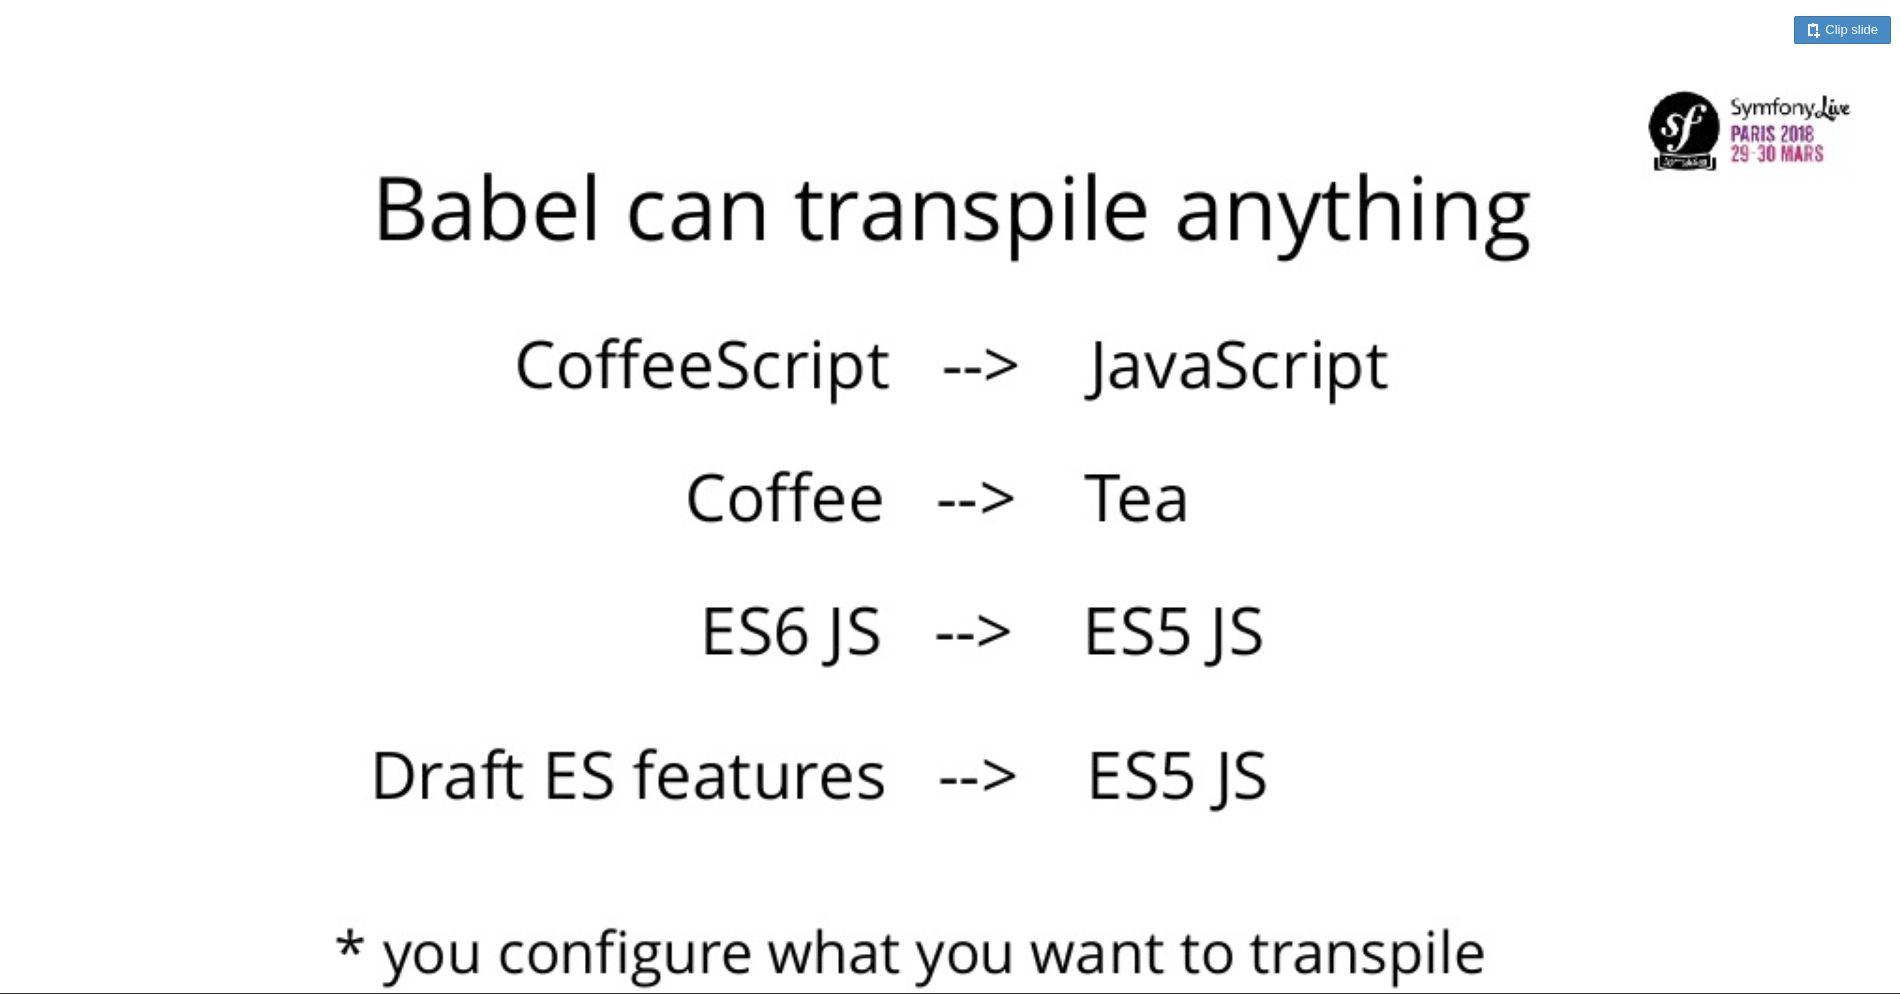 Clip slide
SymfonyLive
PARIS 2018
29-30 MARS
sf
Babel can transpile anything
CoffeeScript --> JavaScript
Coffee --> Tea
ES6 JS --> ES5 JS
Draft ES features --> ES5 JS
* you configure what you want to transpile